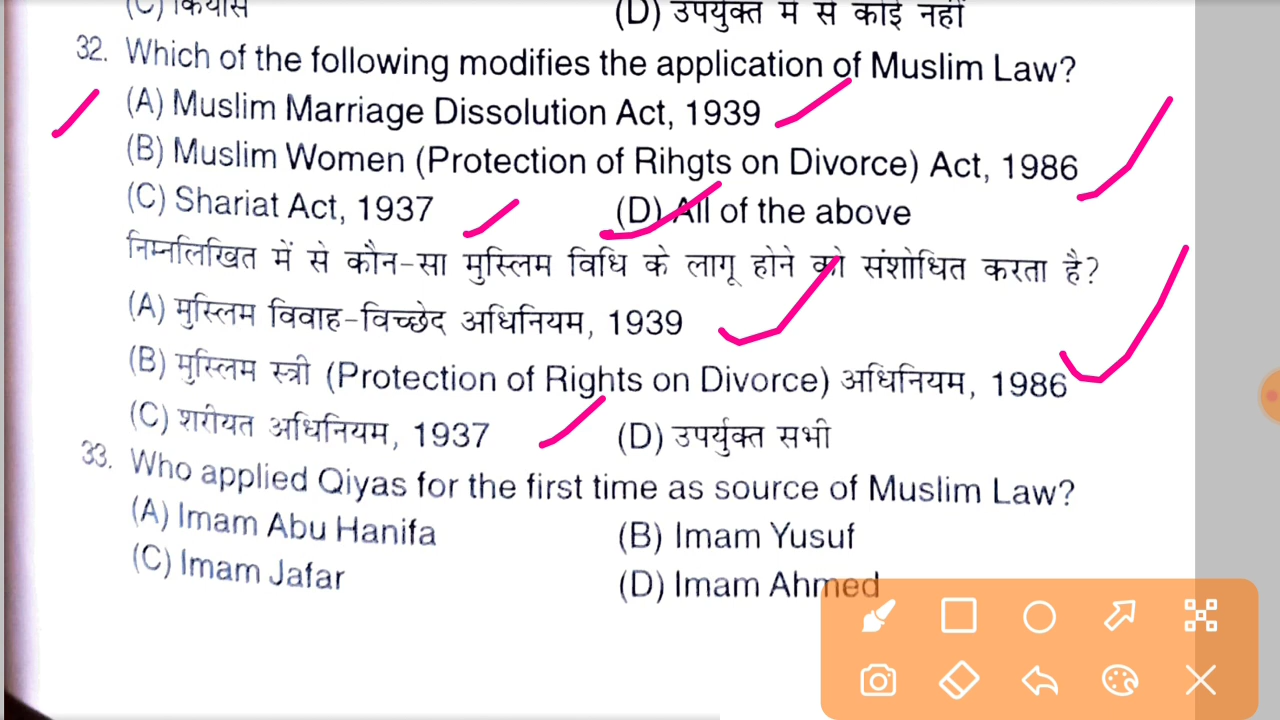 (C) कियास (D) उपर्युक्त में से कोई नहीं
32. Which of the following modifies the application of Muslim Law?
(A) Muslim Marriage Dissolution Act, 1939
(B) Muslim Women (Protection of Rihgts on Divorce) Act, 1986
(C) Shariat Act, 1937 (D) All of the above
निम्नलिखित में से कौन-सा मुस्लिम विधि के लागू होने को संशोधित करता है?
(A) मुस्लिम विवाह-विच्छेद अधिनियम, 1939
(B) मुस्लिम स्त्री (Protection of Rights on Divorce) अधिनियम, 1986
(C) शरीयत अधिनियम, 1937 (D) उपर्युक्त सभी
33. Who applied Qiyas for the first time as source of Muslim Law?
(A) Imam Abu Hanifa (B) Imam Yusuf
(C) Imam Jafar (D) Imam Ahmed